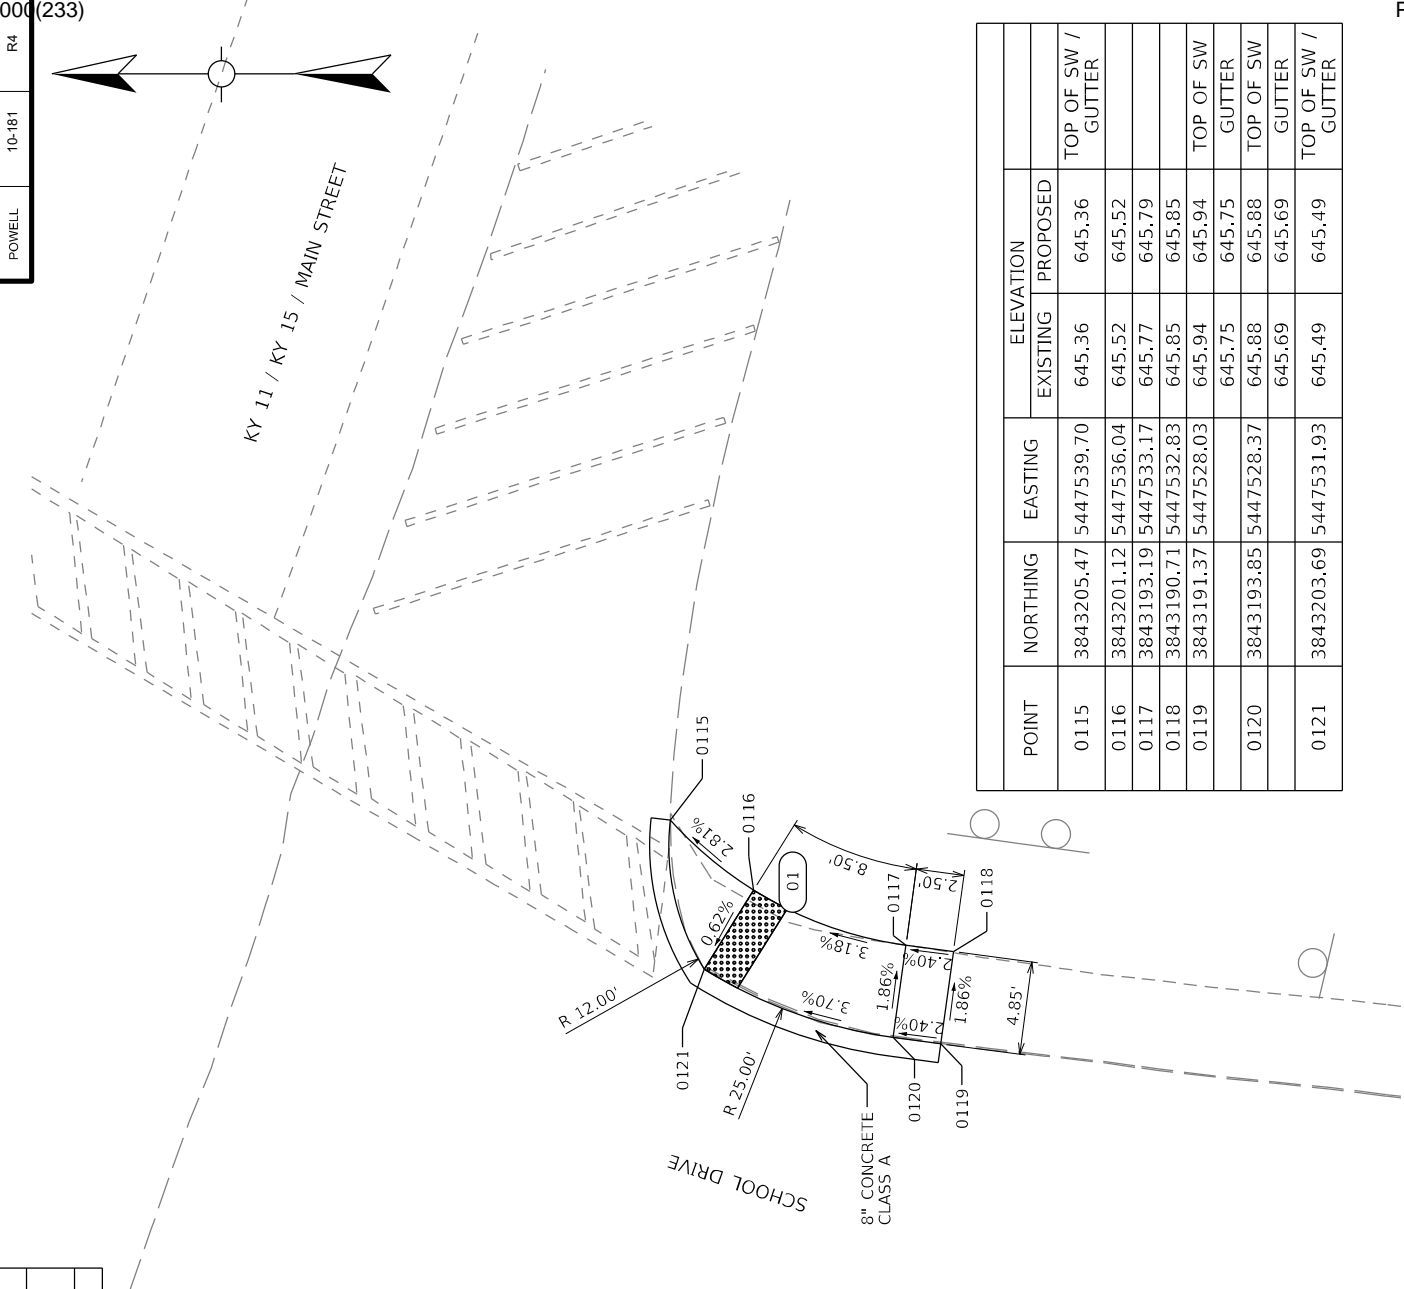 000(233)
POWELL 10-181 R4
KY 11 / KY 15 / MAIN STREET
POINT NORTHING EASTING ELEVATION
EXISTING PROPOSED
0115 3843205.47 5447539.70 645.36 645.36 TOP OF SW / GUTTER
0116 3843201.12 5447536.04 645.52 645.52
0117 3843193.19 5447533.17 645.77 645.79
0118 3843190.71 5447532.83 645.85 645.85
0119 3843191.37 5447528.03 645.94 645.94 TOP OF SW
645.75 645.75 GUTTER
0120 3843193.85 5447528.37 645.88 645.88 TOP OF SW
645.69 645.69 GUTTER
0121 3843203.69 5447531.93 645.49 645.49 TOP OF SW / GUTTER
0115
2.81%
0116
01
8.50'
0117
2.50'
0118
0.62%
3.18%
2.40%
1.86%
1.86%
4.85'
3.70%
2.40%
R 12.00'
0121
R 25.00'
0120
0119
8" CONCRETE
CLASS A
SCHOOL DRIVE